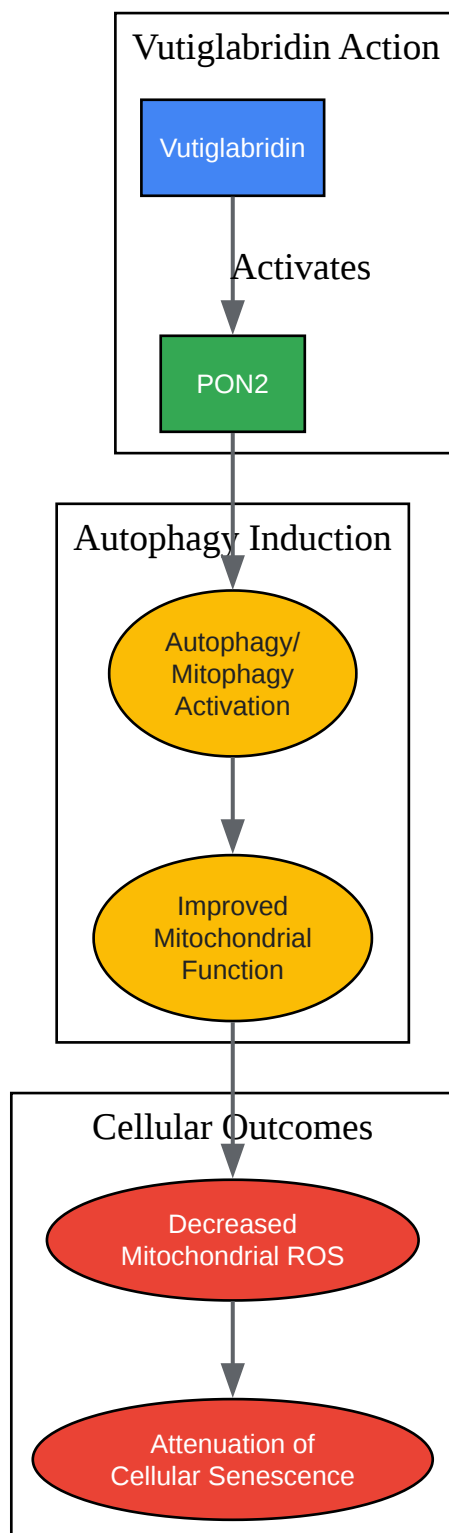 Vutiglabridin Action
Vutiglabridin
Activates
PON2
Autophagy Induction
Autophagy/
Mitophagy
Activation
Improved
Mitochondrial
Function
Cellular Outcomes
Decreased
Mitochondrial ROS
Attenuation of
Cellular Senescence